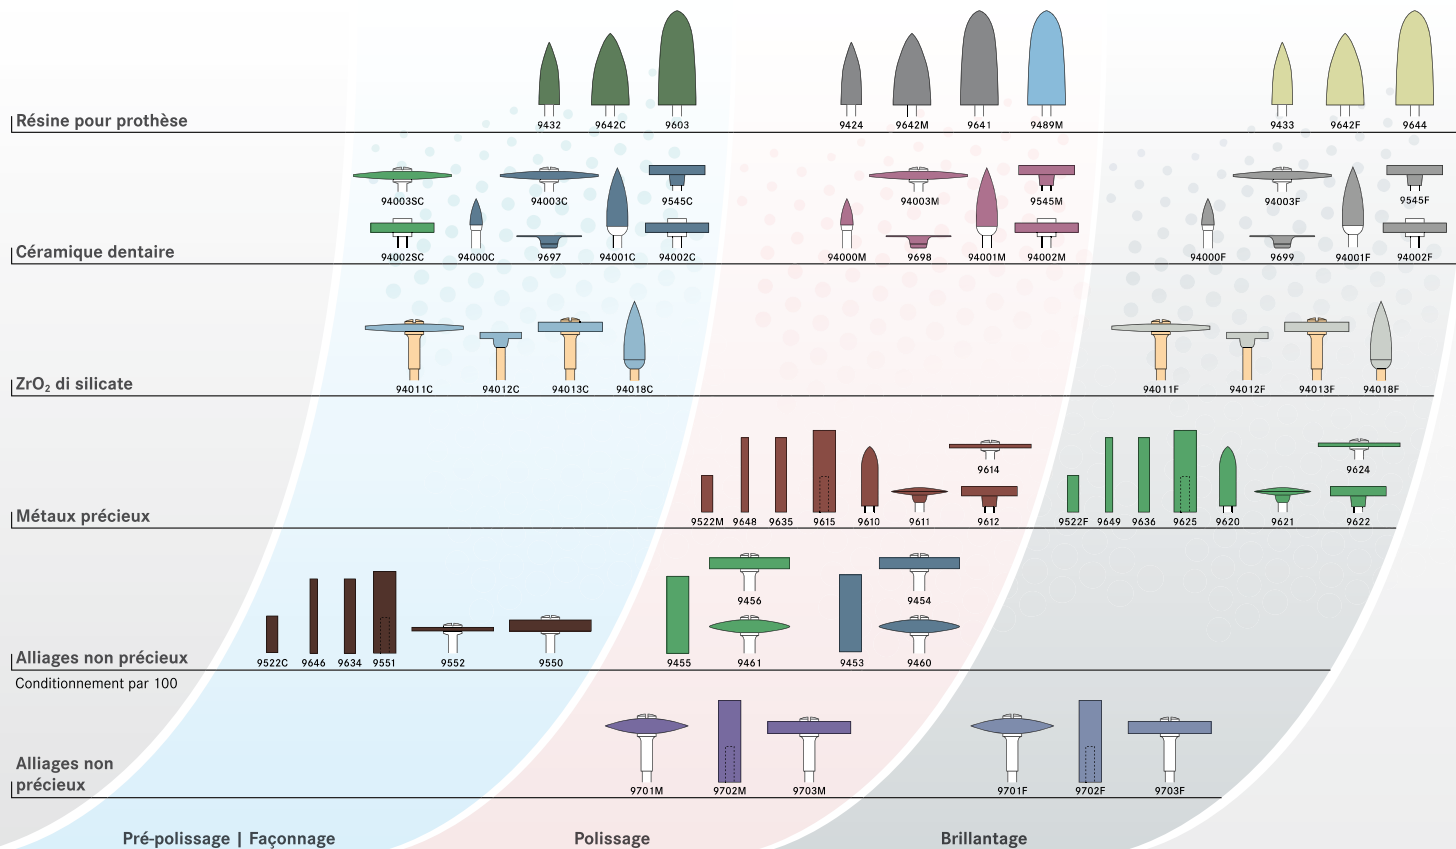 9432 9642C 9603 9424 9642M 9641 9489M 9433 9642F 9644
Résine pour prothèse
94003SC 94003C 9545C 94003M 9545M 94003F 9545F
94002SC 94000C 9697 94001C 94002C 94000M 9698 94001M 94002M 94000F 9699 94001F 94002F
Céramique dentaire
94011C 94012C 94013C 94018C 94011F 94012F 94013F 94018F
ZrO₂ di silicate
9614 9624
9522M 9648 9635 9615 9610 9611 9612 9522F 9649 9636 9625 9620 9621 9622
Métaux précieux
9456 9454
9522C 9646 9634 9551 9552 9550 9455 9461 9453 9460
Alliages non précieux
Conditionnement par 100
Alliages non
précieux
9701M 9702M 9703M 9701F 9702F 9703F
Pré-polissage | Façonnage Polissage Brillantage